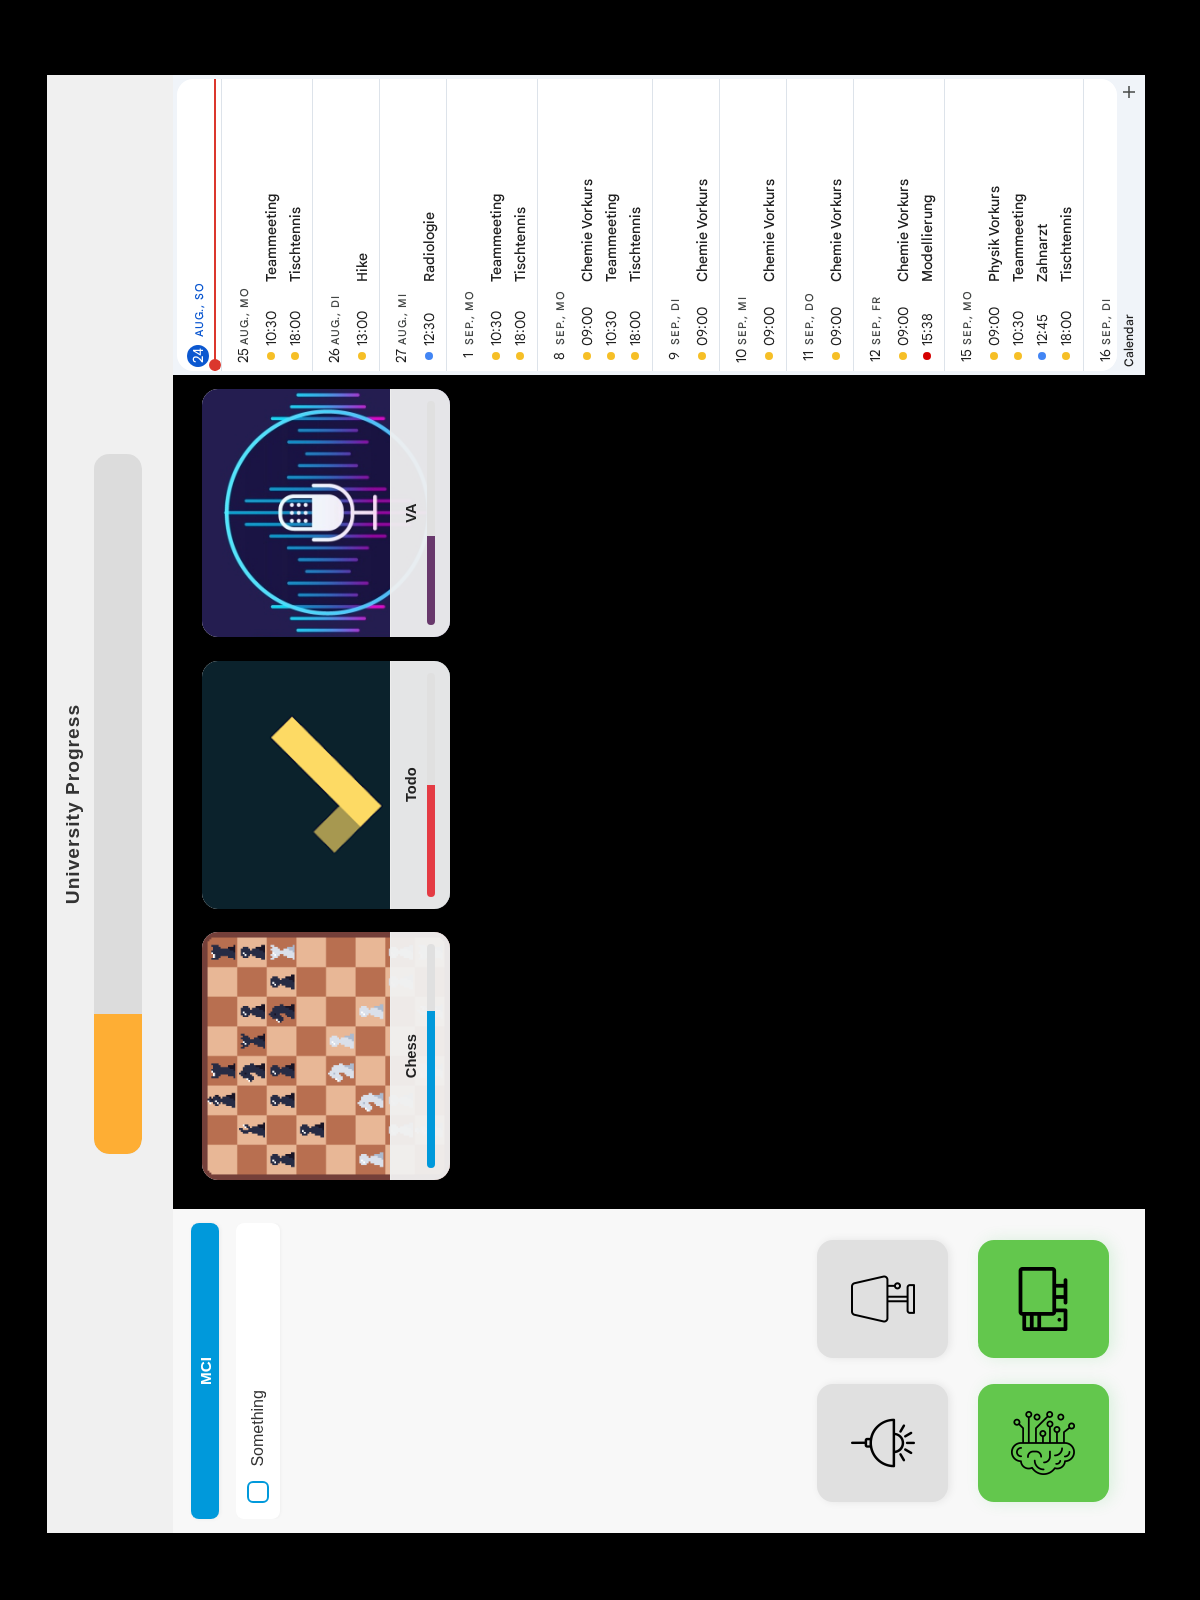 University Progress
MCI
Something
Chess
Todo
VA
24 AUG., SO
25 AUG., MO
10:30 Teammeeting
18:00 Tischtennis
26 AUG., DI
13:00 Hike
27 AUG., MI
12:30 Radiologie
1 SEP., MO
10:30 Teammeeting
18:00 Tischtennis
8 SEP., MO
09:00 Chemie Vorkurs
10:30 Teammeeting
18:00 Tischtennis
9 SEP., DI
09:00 Chemie Vorkurs
10 SEP., MI
09:00 Chemie Vorkurs
11 SEP., DO
09:00 Chemie Vorkurs
12 SEP., FR
09:00 Chemie Vorkurs
15:38 Modellierung
15 SEP., MO
09:00 Physik Vorkurs
10:30 Teammeeting
12:45 Zahnarzt
18:00 Tischtennis
16 SEP., DI
Calendar +